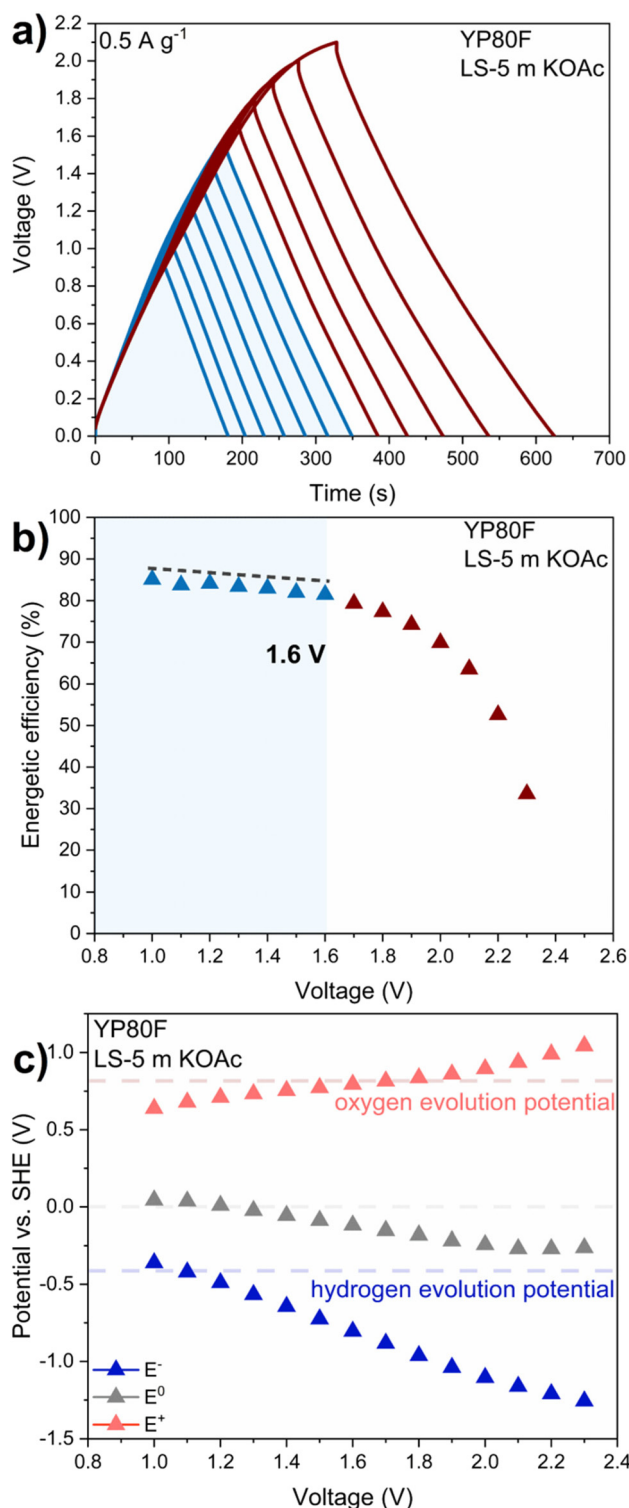 a)
0.5 A g⁻¹
YP80F
LS-5 m KOAc
Voltage (V)
2.2
2.0
1.8
1.6
1.4
1.2
1.0
0.8
0.6
0.4
0.2
0.0
0 100 200 300 400 500 600 700
Time (s)
b)
YP80F
LS-5 m KOAc
Energetic efficiency (%)
100
90
80
70
60
50
40
30
20
10
0
1.6 V
0.8 1.0 1.2 1.4 1.6 1.8 2.0 2.2 2.4 2.6
Voltage (V)
c)
YP80F
LS-5 m KOAc
Potential vs. SHE (V)
1.0
0.5
0.0
-0.5
-1.0
-1.5
oxygen evolution potential
hydrogen evolution potential
E⁻
E⁰
E⁺
0.8 1.0 1.2 1.4 1.6 1.8 2.0 2.2 2.4
Voltage (V)